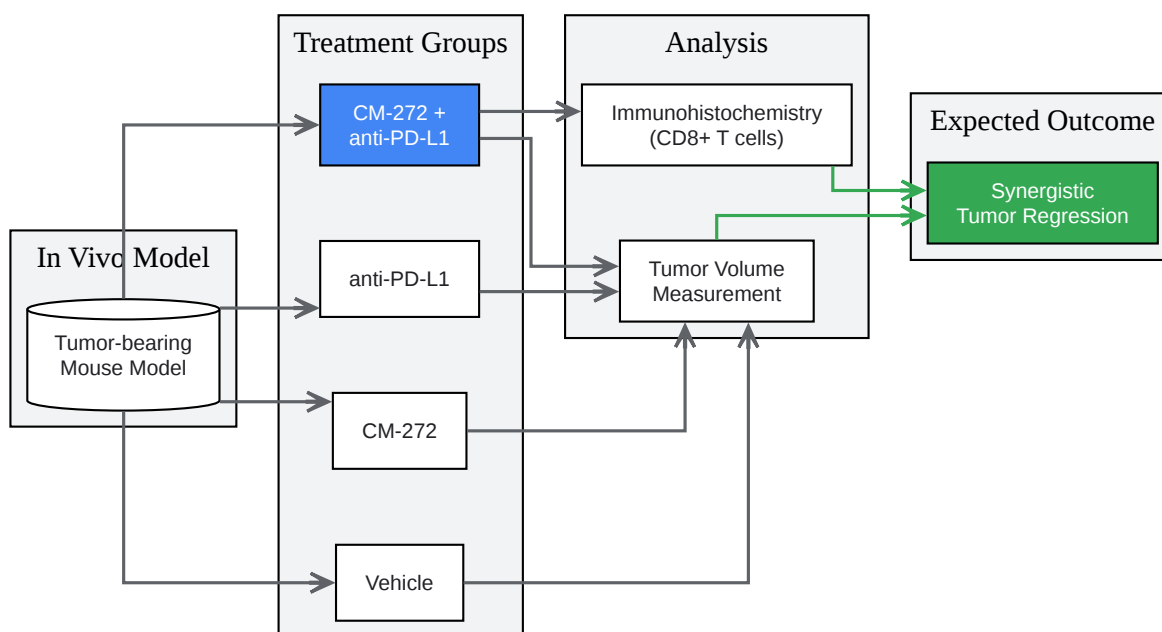 In Vivo Model
Tumor-bearing
Mouse Model
Treatment Groups
CM-272 +
anti-PD-L1
anti-PD-L1
CM-272
Vehicle
Analysis
Immunohistochemistry
(CD8+ T cells)
Tumor Volume
Measurement
Expected Outcome
Synergistic
Tumor Regression